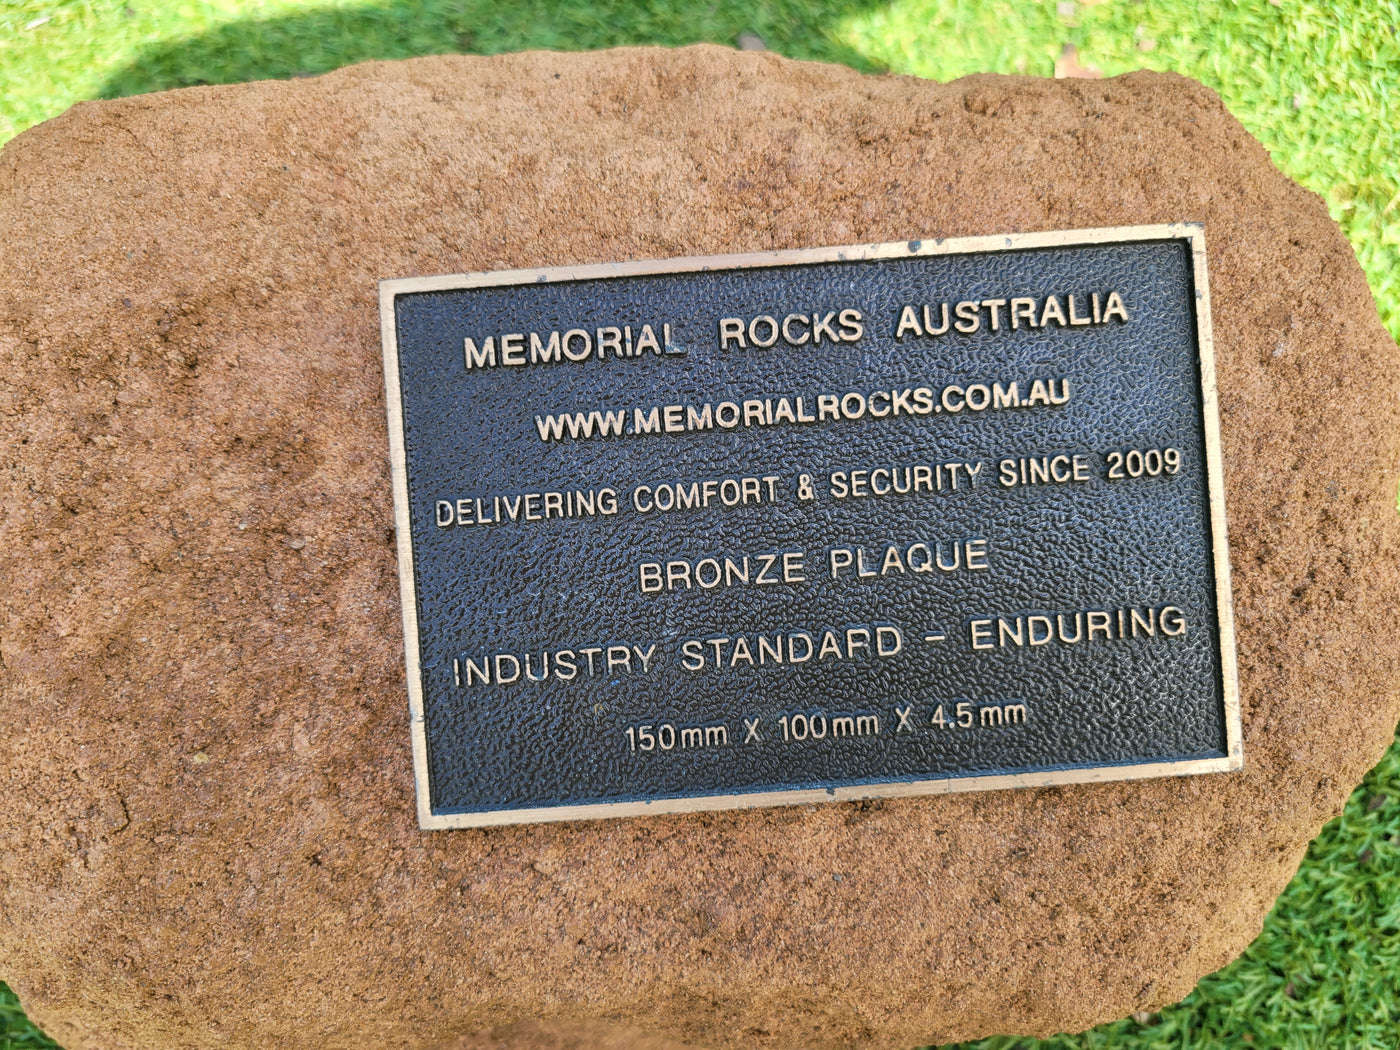 MEMORIAL ROCKS AUSTRALIA
WWW.MEMORIALROCKS.COM.AU
DELIVERING COMFORT & SECURITY SINCE 2009
BRONZE PLAQUE
INDUSTRY STANDARD - ENDURING
150mm X 100mm X 4.5mm